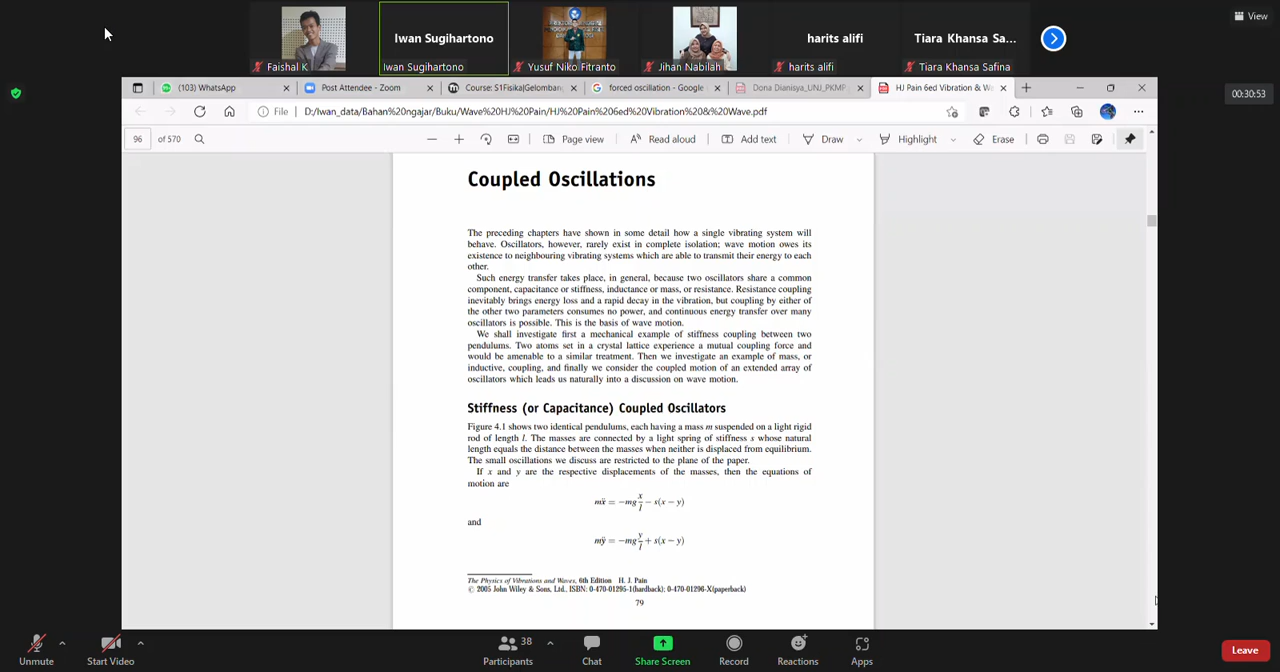 View
Iwan Sugihartono
harits alifi
Tiara Khansa Sa...
Faishal K
Iwan Sugihartono
Yusuf Niko Fitranto
Jihan Nabilah
harits alifi
Tiara Khansa Safina
(103) WhatsApp
Post Attendee - Zoom
Course: S1Fisika|Gelomban
forced oscillation - Google
Dona Dianisya_UNJ_PKMP
HJ Pain 6ed Vibration & W
00:30:53
File
D:/Iwan_data/Bahan%20ngajar/Buku/Wave%20HJ%20Pain/HJ%20Pain%206ed%20Vibration%20&%20Wave.pdf
96 of 570
Page view
Read aloud
Add text
Draw
Highlight
Erase
Coupled Oscillations
The preceding chapters have shown in some detail how a single vibrating system will
behave. Oscillators, however, rarely exist in complete isolation; wave motion owes its
existence to neighbouring vibrating systems which are able to transmit their energy to each
other.
Such energy transfer takes place, in general, because two oscillators share a common
component, capacitance or stiffness, inductance or mass, or resistance. Resistance coupling
inevitably brings energy loss and a rapid decay in the vibration, but coupling by either of
the other two parameters consumes no power, and continuous energy transfer over many
oscillators is possible. This is the basis of wave motion.
We shall investigate first a mechanical example of stiffness coupling between two
pendulums. Two atoms set in a crystal lattice experience a mutual coupling force and
would be amenable to a similar treatment. Then we investigate an example of mass, or
inductive, coupling, and finally we consider the coupled motion of an extended array of
oscillators which leads us naturally into a discussion on wave motion.
Stiffness (or Capacitance) Coupled Oscillators
Figure 4.1 shows two identical pendulums, each having a mass m suspended on a light rigid
rod of length l. The masses are connected by a light spring of stiffness s whose natural
length equals the distance between the masses when neither is displaced from equilibrium.
The small oscillations we discuss are restricted to the plane of the paper.
If x and y are the respective displacements of the masses, then the equations of
motion are
mẍ = −mg x/l − s(x − y)
and
mÿ = −mg y/l + s(x − y)
The Physics of Vibrations and Waves, 6th Edition H. J. Pain
© 2005 John Wiley & Sons, Ltd., ISBN: 0-470-01295-1(hardback); 0-470-01296-X(paperback)
79
Unmute
Start Video
Participants
38
Chat
Share Screen
Record
Reactions
Apps
Leave